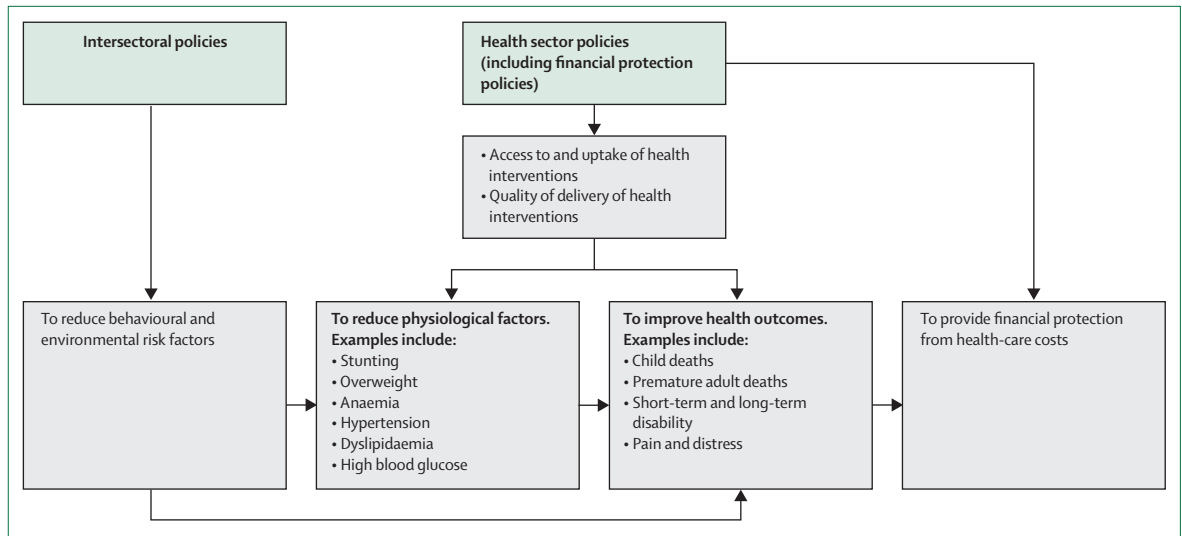 Intersectoral policies
Health sector policies
(including financial protection
policies)
• Access to and uptake of health
interventions
• Quality of delivery of health
interventions
To reduce behavioural and
environmental risk factors
To reduce physiological factors.
Examples include:
• Stunting
• Overweight
• Anaemia
• Hypertension
• Dyslipidaemia
• High blood glucose
To improve health outcomes.
Examples include:
• Child deaths
• Premature adult deaths
• Short-term and long-term
disability
• Pain and distress
To provide financial protection
from health-care costs